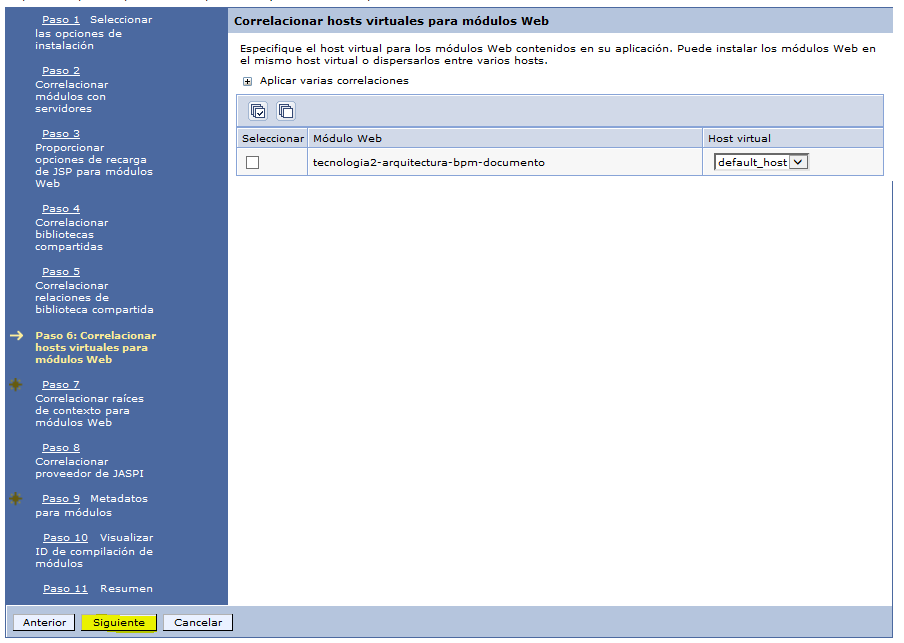 Paso 1 Seleccionar
las opciones de
instalación
Paso 2
Correlacionar
módulos con
servidores
Paso 3
Proporcionar
opciones de recarga
de JSP para módulos
Web
Paso 4
Correlacionar
bibliotecas
compartidas
Paso 5
Correlacionar
relaciones de
biblioteca compartida
Paso 6: Correlacionar
hosts virtuales para
módulos Web
Paso 7
Correlacionar raíces
de contexto para
módulos Web
Paso 8
Correlacionar
proveedor de JASPI
Paso 9 Metadatos
para módulos
Paso 10 Visualizar
ID de compilación de
módulos
Paso 11 Resumen
Correlacionar hosts virtuales para módulos Web
Especifique el host virtual para los módulos Web contenidos en su aplicación. Puede instalar los módulos Web en
el mismo host virtual o dispersarlos entre varios hosts.
Aplicar varias correlaciones
Seleccionar Módulo Web Host virtual
tecnologia2-arquitectura-bpm-documento default_host
Anterior Siguiente Cancelar